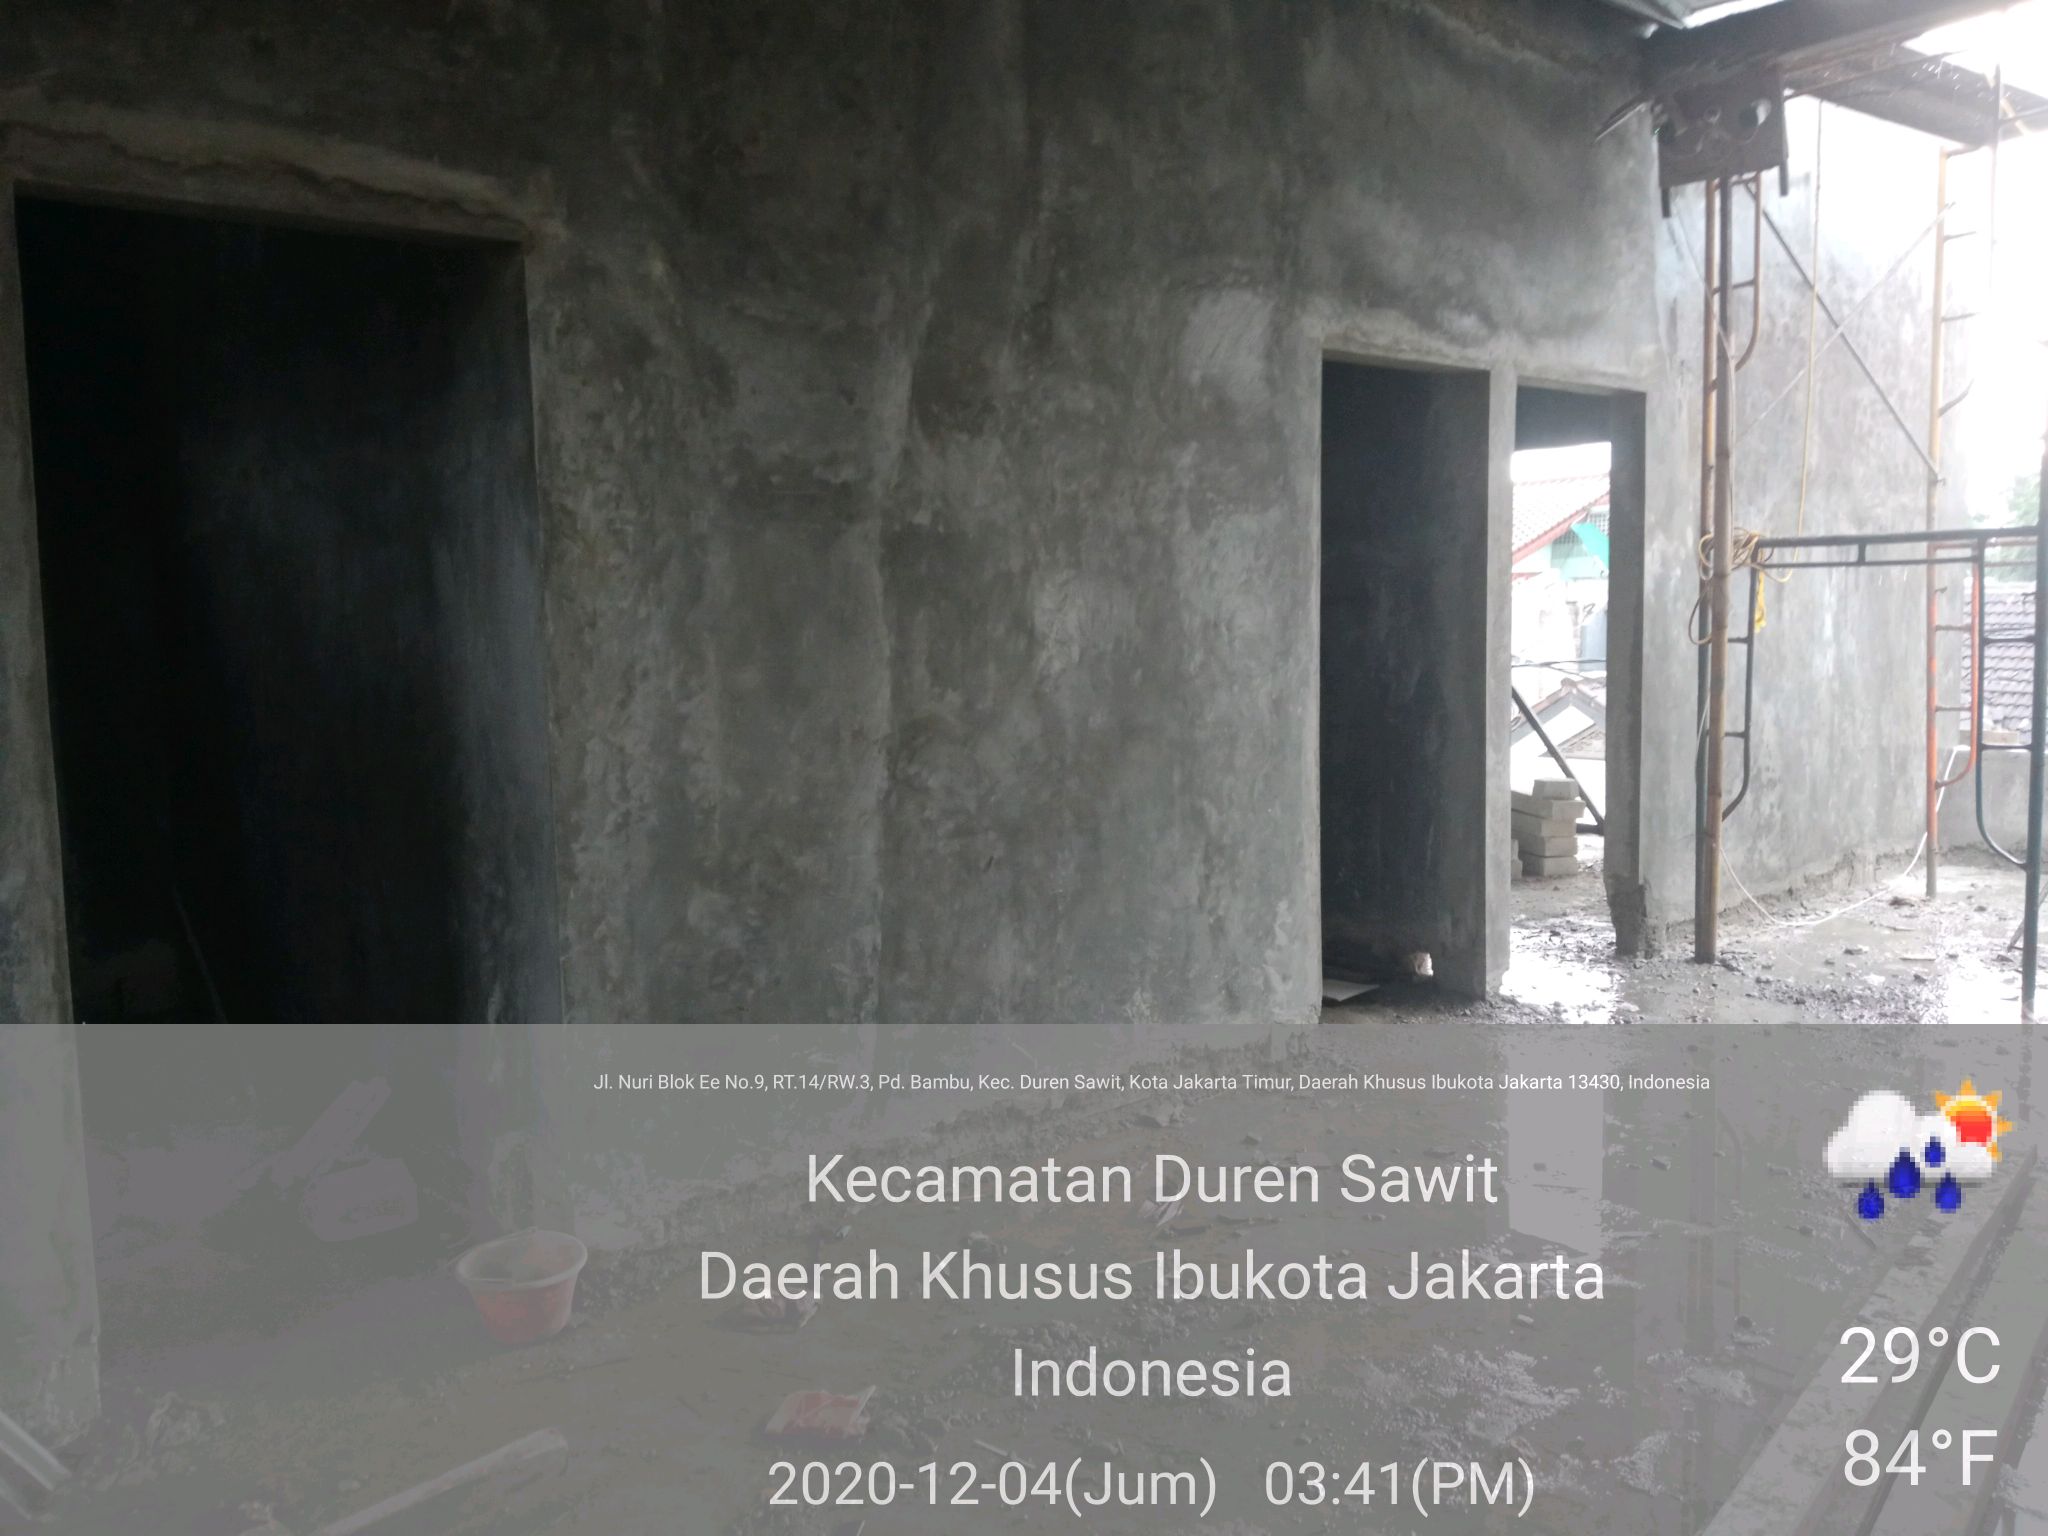 Jl. Nuri Blok Ee No.9, RT.14/RW.3, Pd. Bambu, Kec. Duren Sawit, Kota Jakarta Timur, Daerah Khusus Ibukota Jakarta 13430, Indonesia
Kecamatan Duren Sawit
Daerah Khusus Ibukota Jakarta
Indonesia
2020-12-04(Jum) 03:41(PM)
29°C
84°F